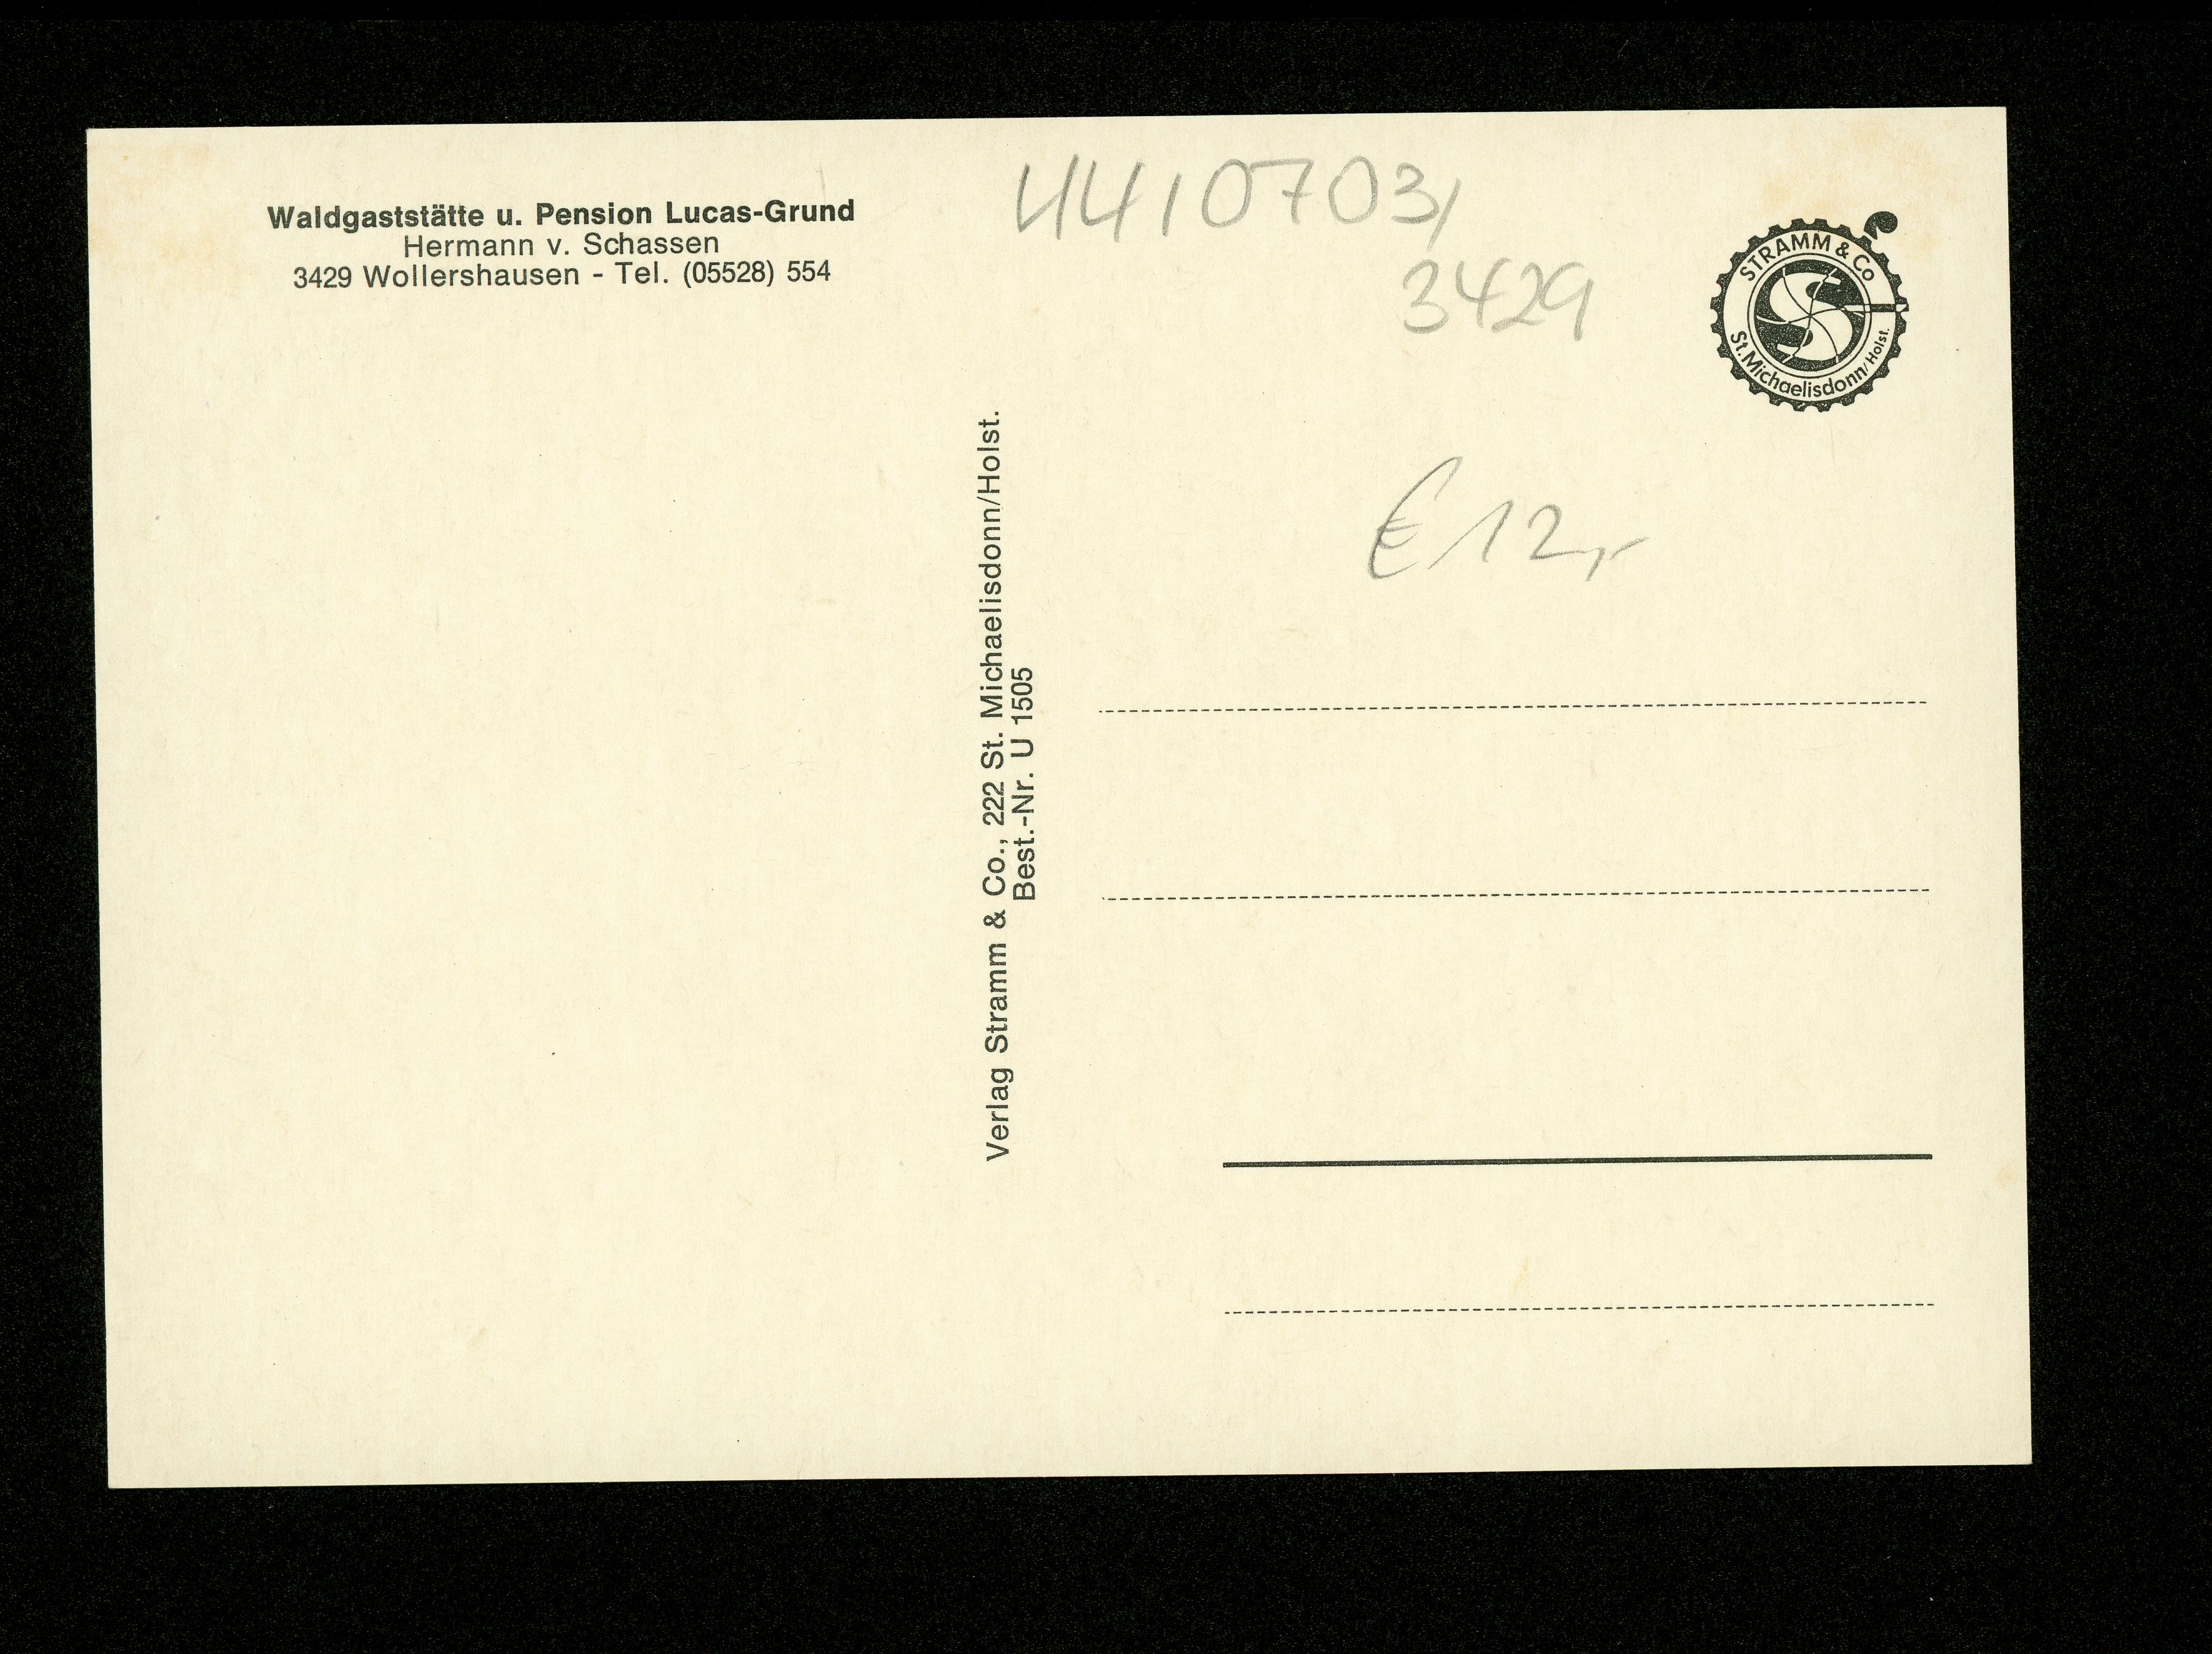 Waldgaststätte u. Pension Lucas-Grund
Hermann v. Schassen
3429 Wollershausen - Tel. (05528) 554
Verlag Stramm & Co., 222 St. Michaelisdonn/Holst.
Best.-Nr. U 1505
4410703/
3429
STRAMM & Co
St. Michaelisdonn/Holst.
€ 12,-